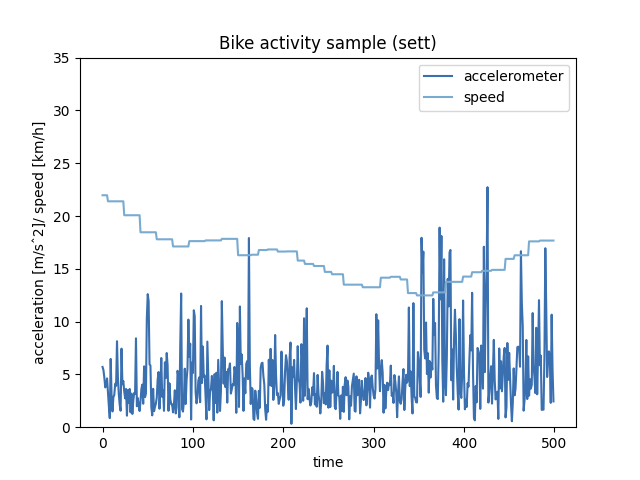 Bike activity sample (sett)
acceleration [m/s^2]/ speed [km/h]
35
30
25
20
15
10
5
0
accelerometer
speed
0
100
200
300
400
500
time